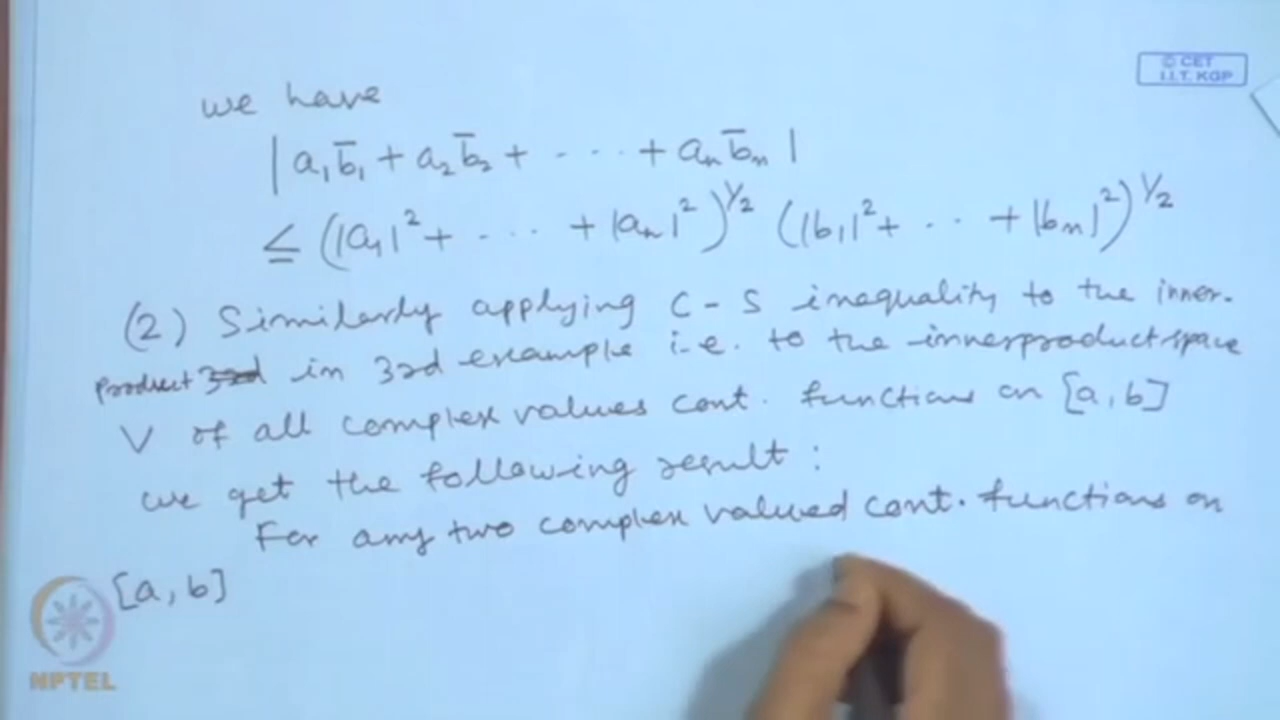 © CET
I.I.T. KGP
we have
|a₁b̅₁ + a₂b̅₂ + · · · · + aₙb̅ₙ|
≤ (|a₁|² + · · · · + |aₙ|²)^1/2 (|b₁|² + · · · + |bₙ|²)^1/2
(2) Similarly applying C-S inequality to the inner.
product 3rd in 3rd example i.e. to the innerproductspace
V of all complex values cont. functions on [a, b]
we get the following result :
For any two complex valued cont. functions on
[a, b]
NPTEL